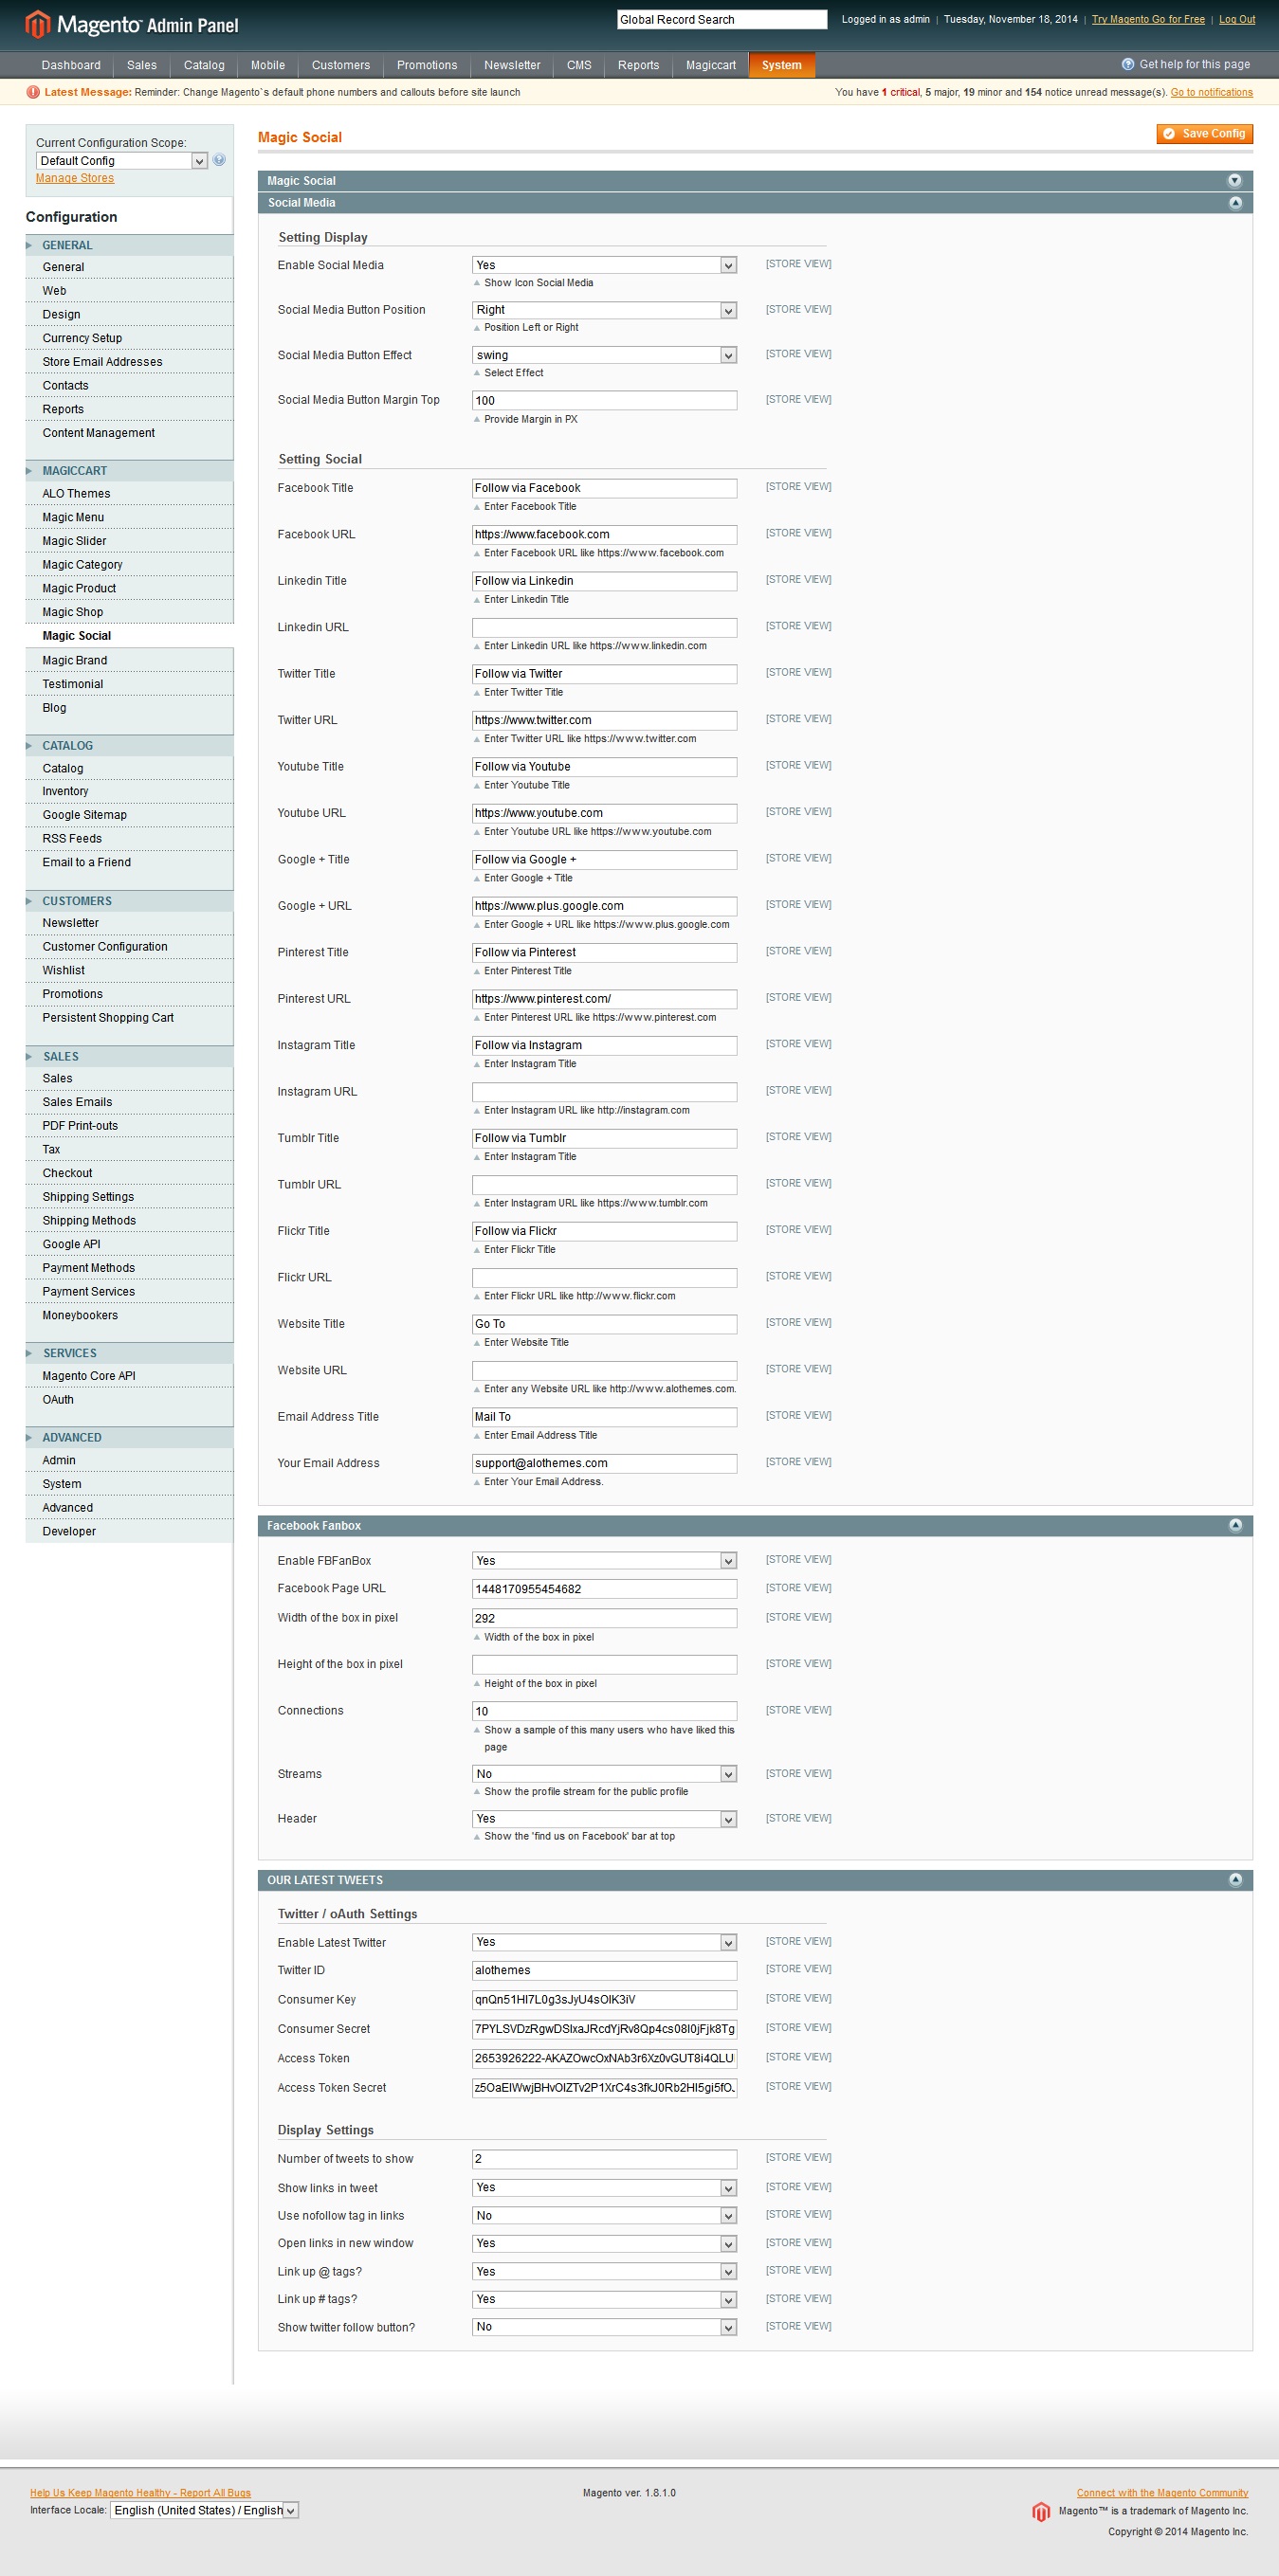 Magento Admin Panel
Global Record Search
Logged in as admin | Tuesday, November 18, 2014 | Try Magento Go for Free | Log Out
Dashboard Sales Catalog Mobile Customers Promotions Newsletter CMS Reports Magiccart System Get help for this page
Latest Message: Reminder: Change Magento`s default phone numbers and callouts before site launch
You have 1 critical, 5 major, 19 minor and 154 notice unread message(s). Go to notifications
Current Configuration Scope:
Default Config
Manage Stores
Configuration
GENERAL
General
Web
Design
Currency Setup
Store Email Addresses
Contacts
Reports
Content Management
MAGICCART
ALO Themes
Magic Menu
Magic Slider
Magic Category
Magic Product
Magic Shop
Magic Social
Magic Brand
Testimonial
Blog
CATALOG
Catalog
Inventory
Google Sitemap
RSS Feeds
Email to a Friend
CUSTOMERS
Newsletter
Customer Configuration
Wishlist
Promotions
Persistent Shopping Cart
SALES
Sales
Sales Emails
PDF Print-outs
Tax
Checkout
Shipping Settings
Shipping Methods
Google API
Payment Methods
Payment Services
Moneybookers
SERVICES
Magento Core API
OAuth
ADVANCED
Admin
System
Advanced
Developer
Magic Social
Save Config
Magic Social
Social Media
Setting Display
Enable Social Media Yes [STORE VIEW]
Show Icon Social Media
Social Media Button Position Right [STORE VIEW]
Position Left or Right
Social Media Button Effect swing [STORE VIEW]
Select Effect
Social Media Button Margin Top 100 [STORE VIEW]
Provide Margin in PX
Setting Social
Facebook Title Follow via Facebook [STORE VIEW]
Enter Facebook Title
Facebook URL https://www.facebook.com [STORE VIEW]
Enter Facebook URL like https://www.facebook.com
Linkedin Title Follow via Linkedin [STORE VIEW]
Enter Linkedin Title
Linkedin URL [STORE VIEW]
Enter Linkedin URL like https://www.linkedin.com
Twitter Title Follow via Twitter [STORE VIEW]
Enter Twitter Title
Twitter URL https://www.twitter.com [STORE VIEW]
Enter Twitter URL like https://www.twitter.com
Youtube Title Follow via Youtube [STORE VIEW]
Enter Youtube Title
Youtube URL https://www.youtube.com [STORE VIEW]
Enter Youtube URL like https://www.youtube.com
Google + Title Follow via Google + [STORE VIEW]
Enter Google + Title
Google + URL https://www.plus.google.com [STORE VIEW]
Enter Google + URL like https://www.plus.google.com
Pinterest Title Follow via Pinterest [STORE VIEW]
Enter Pinterest Title
Pinterest URL https://www.pinterest.com/ [STORE VIEW]
Enter Pinterest URL like https://www.pinterest.com
Instagram Title Follow via Instagram [STORE VIEW]
Enter Instagram Title
Instagram URL [STORE VIEW]
Enter Instagram URL like http://instagram.com
Tumblr Title Follow via Tumblr [STORE VIEW]
Enter Instagram Title
Tumblr URL [STORE VIEW]
Enter Instagram URL like https://www.tumblr.com
Flickr Title Follow via Flickr [STORE VIEW]
Enter Flickr Title
Flickr URL [STORE VIEW]
Enter Flickr URL like http://www.flickr.com
Website Title Go To [STORE VIEW]
Enter Website Title
Website URL [STORE VIEW]
Enter any Website URL like http://www.alothemes.com.
Email Address Title Mail To [STORE VIEW]
Enter Email Address Title
Your Email Address support@alothemes.com [STORE VIEW]
Enter Your Email Address.
Facebook Fanbox
Enable FBFanBox Yes [STORE VIEW]
Facebook Page URL 1448170955454682 [STORE VIEW]
Width of the box in pixel 292 [STORE VIEW]
Width of the box in pixel
Height of the box in pixel [STORE VIEW]
Height of the box in pixel
Connections 10 [STORE VIEW]
Show a sample of this many users who have liked this
page
Streams No [STORE VIEW]
Show the profile stream for the public profile
Header Yes [STORE VIEW]
Show the 'find us on Facebook' bar at top
OUR LATEST TWEETS
Twitter / oAuth Settings
Enable Latest Twitter Yes [STORE VIEW]
Twitter ID alothemes [STORE VIEW]
Consumer Key [STORE VIEW]
Consumer Secret [STORE VIEW]
Access Token [STORE VIEW]
Access Token Secret [STORE VIEW]
Display Settings
Number of tweets to show 2 [STORE VIEW]
Show links in tweet Yes [STORE VIEW]
Use nofollow tag in links No [STORE VIEW]
Open links in new window Yes [STORE VIEW]
Link up @ tags? Yes [STORE VIEW]
Link up # tags? Yes [STORE VIEW]
Show twitter follow button? No [STORE VIEW]
Help Us Keep Magento Healthy - Report All Bugs
Interface Locale: English (United States) / English
Magento ver. 1.8.1.0
Connect with the Magento Community
Magento™ is a trademark of Magento Inc.
Copyright © 2014 Magento Inc.